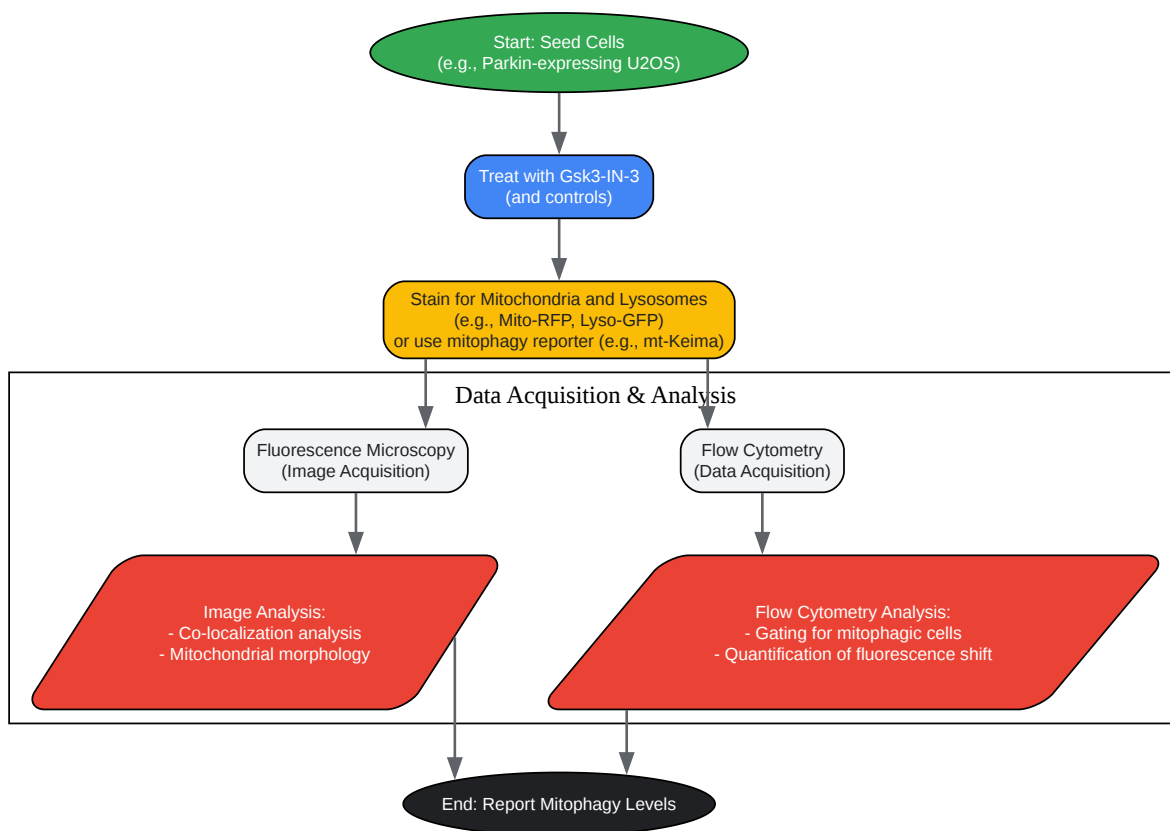 Start: Seed Cells
(e.g., Parkin-expressing U2OS)
Treat with Gsk3-IN-3
(and controls)
Stain for Mitochondria and Lysosomes
(e.g., Mito-RFP, Lyso-GFP)
or use mitophagy reporter (e.g., mt-Keima)
Data Acquisition & Analysis
Fluorescence Microscopy
(Image Acquisition)
Flow Cytometry
(Data Acquisition)
Image Analysis:
- Co-localization analysis
- Mitochondrial morphology
Flow Cytometry Analysis:
- Gating for mitophagic cells
- Quantification of fluorescence shift
End: Report Mitophagy Levels